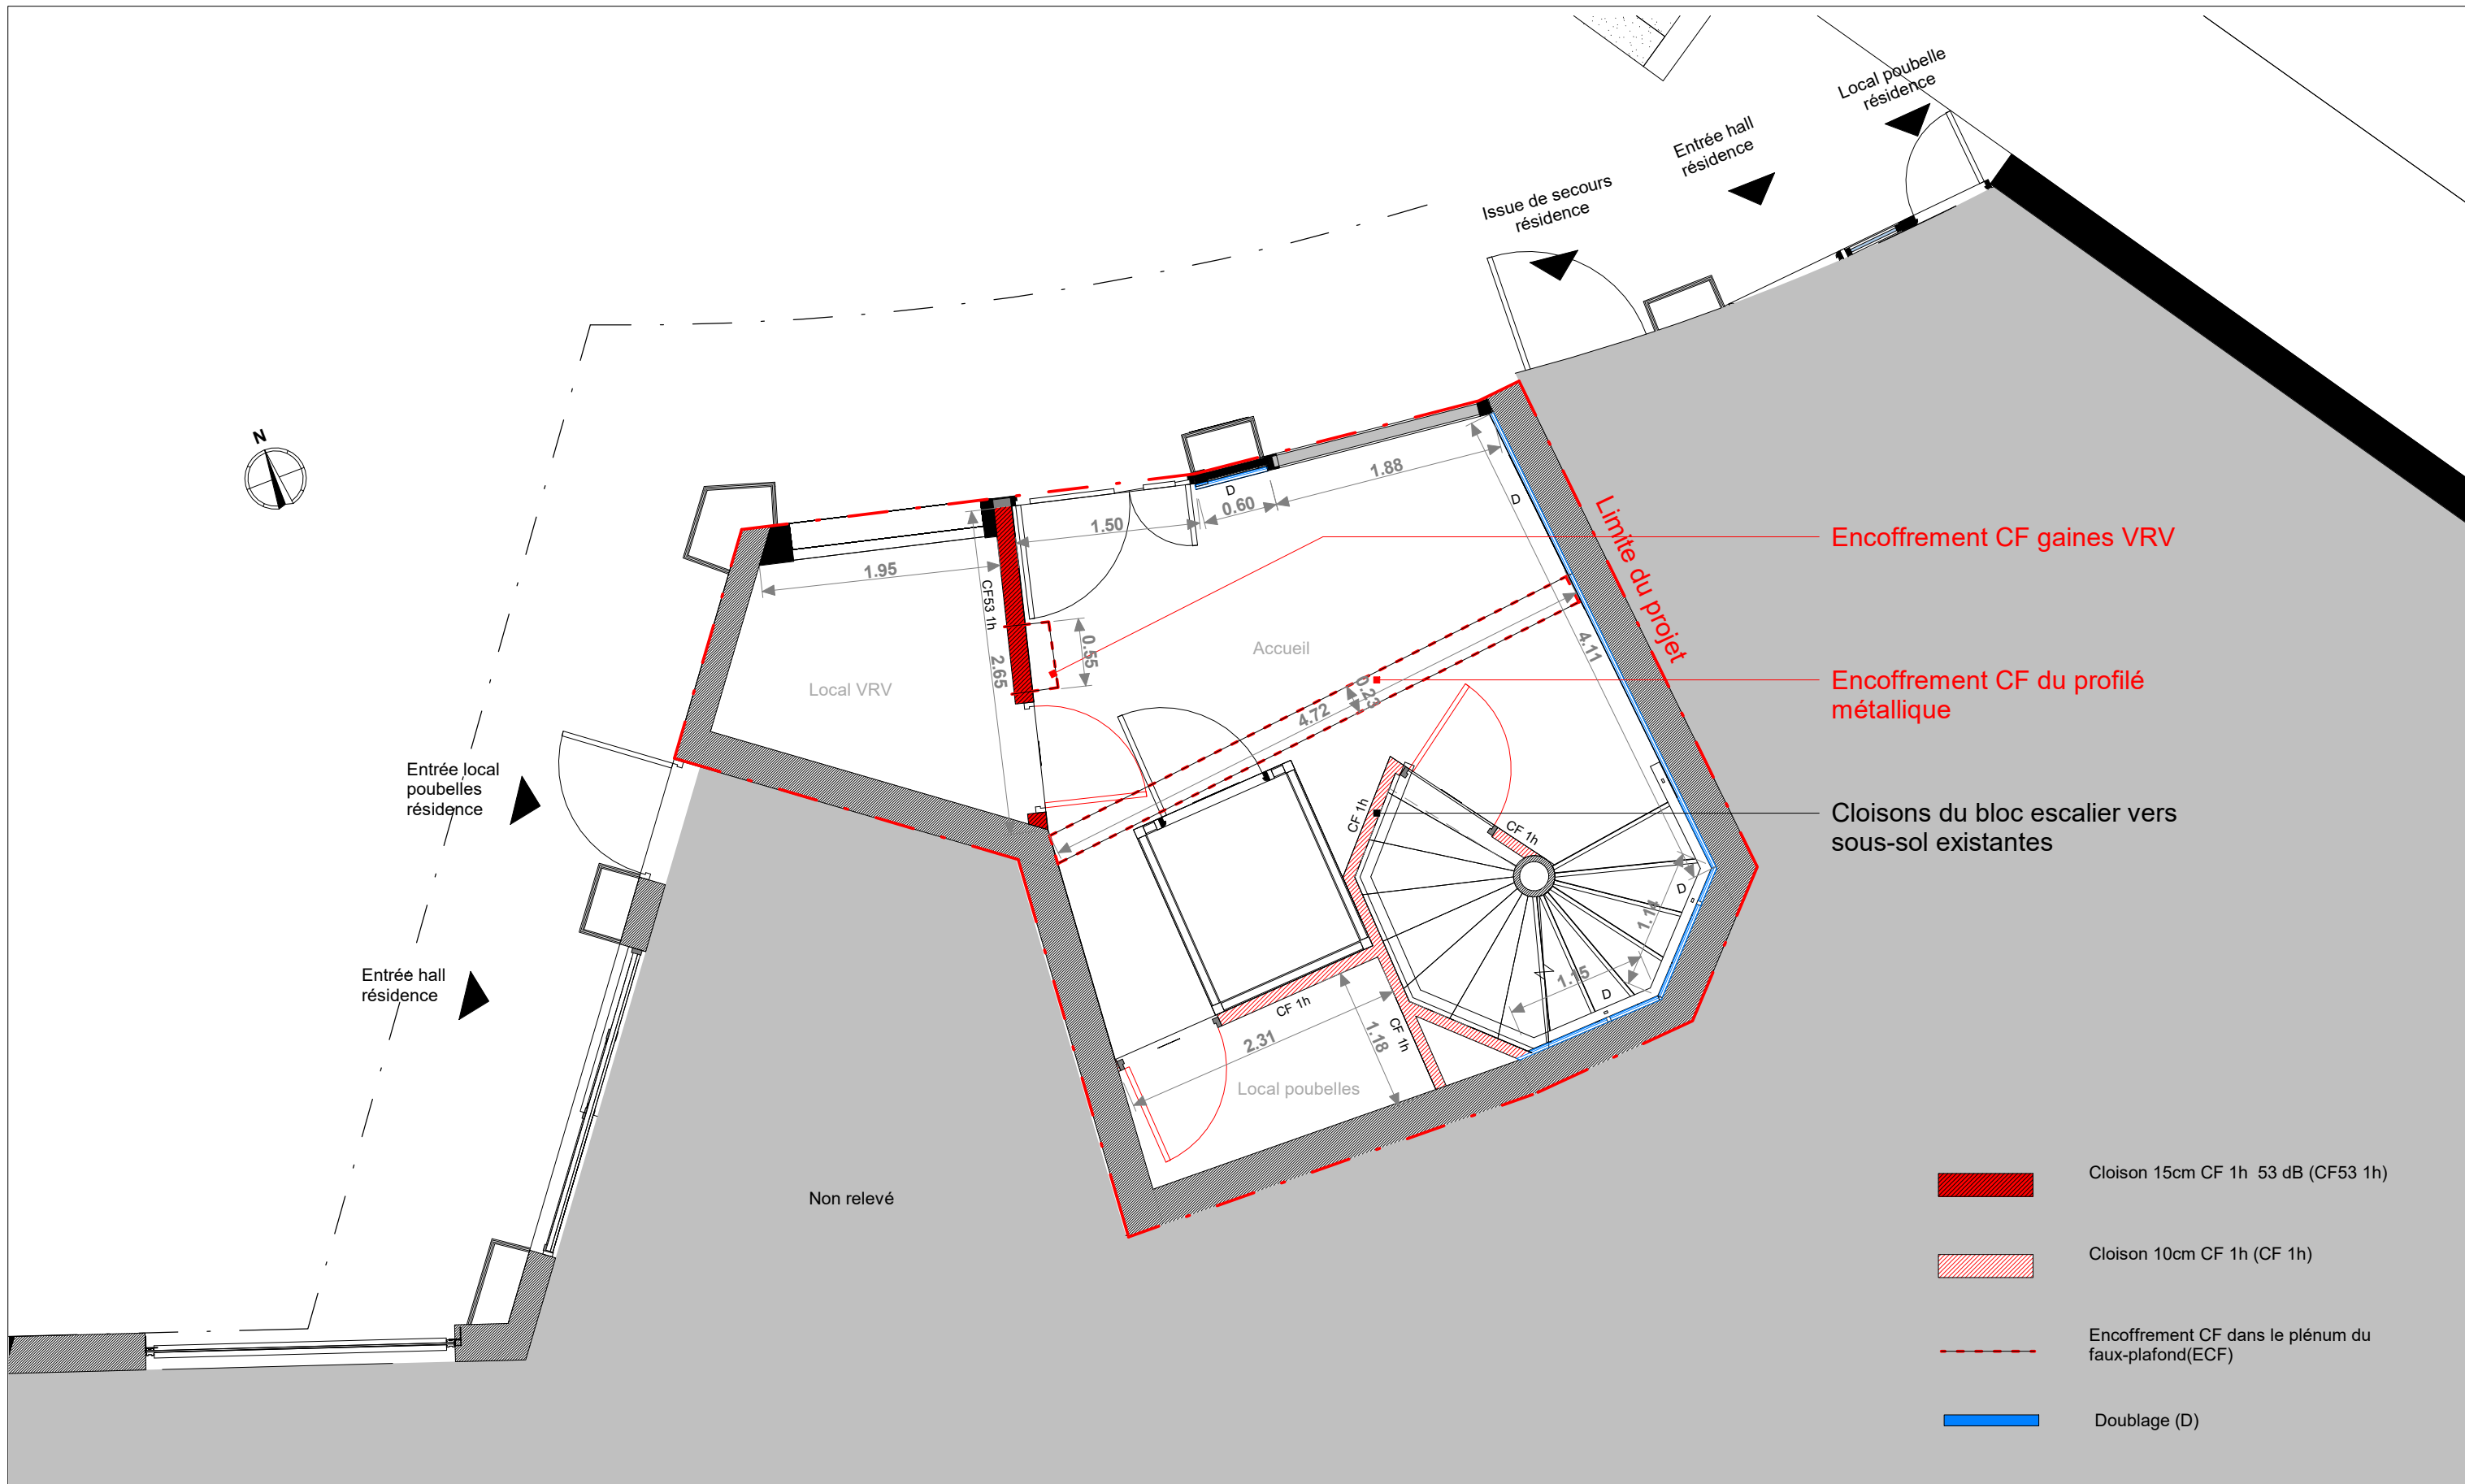 Local poubelle
résidence
Entrée hall
résidence
Issue de secours
résidence
N
D
1.88
0.60
1.50
D
Limite du projet
Encoffrement CF gaines VRV
1.95
CF53 1h
0.55
2.65
Accueil
4.11
Local VRV
0.23
4.72
Encoffrement CF du profilé
métallique
Entrée local
poubelles
résidence
CF 1h
CF 1h
Cloisons du bloc escalier vers
sous-sol existantes
D
1.14
Entrée hall
résidence
1.15
D
CF 1h
2.31
1.18
CF 1h
Local poubelles
Non relevé
Cloison 15cm CF 1h 53 dB (CF53 1h)
Cloison 10cm CF 1h (CF 1h)
Encoffrement CF dans le plénum du
faux-plafond(ECF)
Doublage (D)